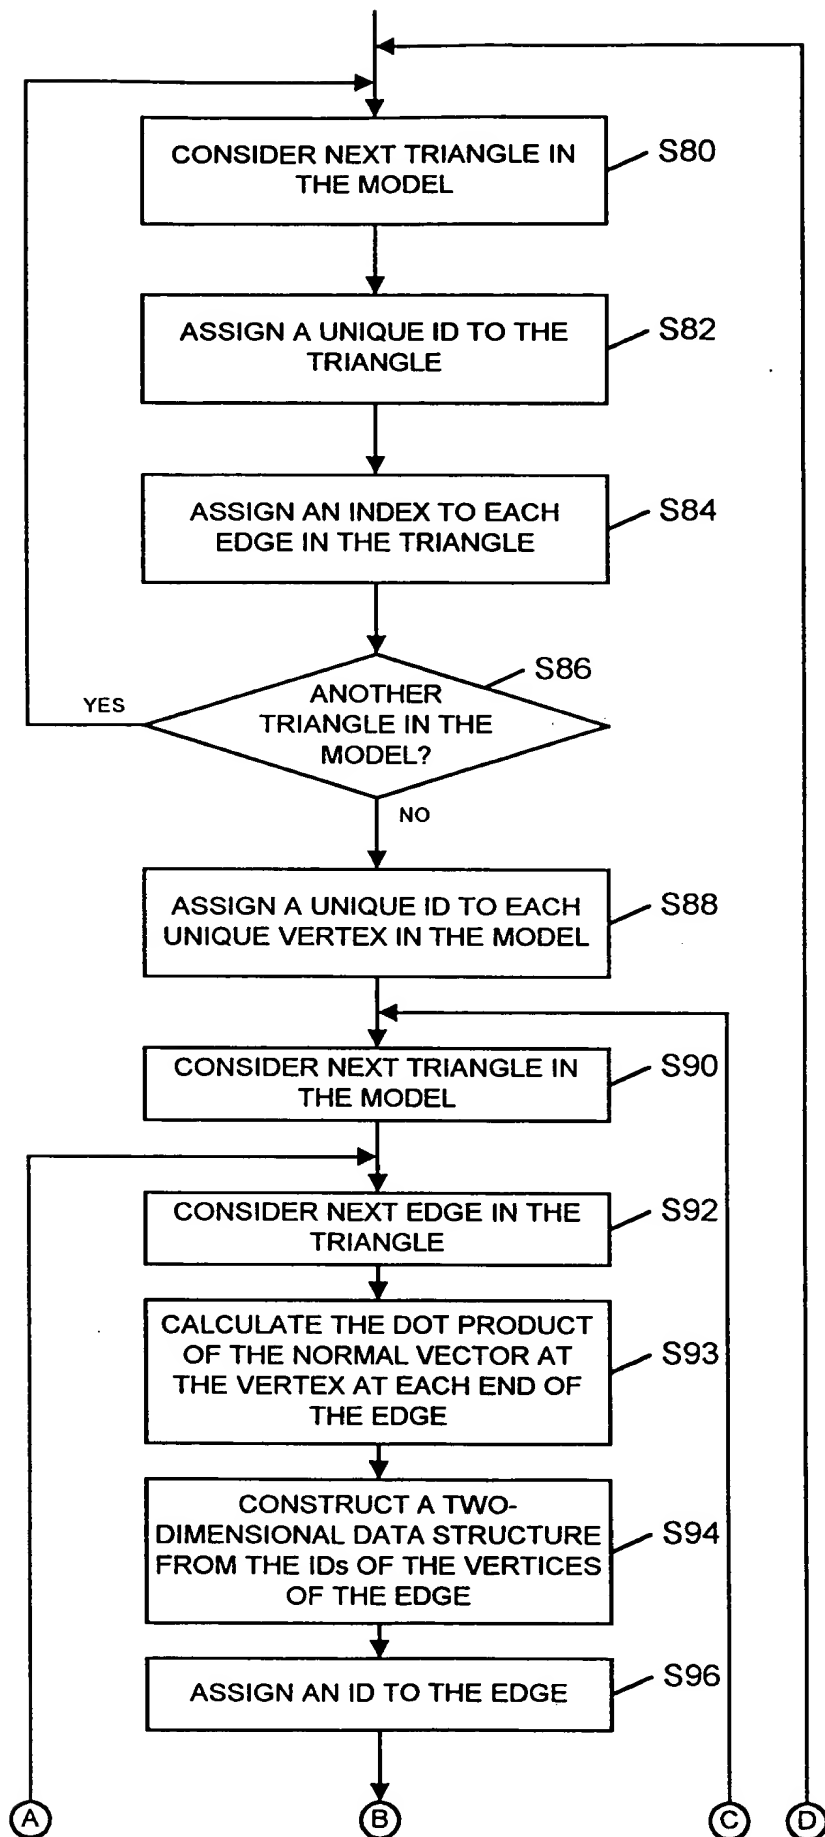 CONSIDER NEXT TRIANGLE IN
THE MODEL
S80
ASSIGN A UNIQUE ID TO THE
TRIANGLE
S82
ASSIGN AN INDEX TO EACH
EDGE IN THE TRIANGLE
S84
ANOTHER
TRIANGLE IN THE
MODEL?
S86
YES
NO
ASSIGN A UNIQUE ID TO EACH
UNIQUE VERTEX IN THE MODEL
S88
CONSIDER NEXT TRIANGLE IN
THE MODEL
S90
CONSIDER NEXT EDGE IN THE
TRIANGLE
S92
CALCULATE THE DOT PRODUCT
OF THE NORMAL VECTOR AT
THE VERTEX AT EACH END OF
THE EDGE
S93
CONSTRUCT A TWO-
DIMENSIONAL DATA STRUCTURE
FROM THE IDs OF THE VERTICES
OF THE EDGE
S94
ASSIGN AN ID TO THE EDGE
S96
A
B
C
D